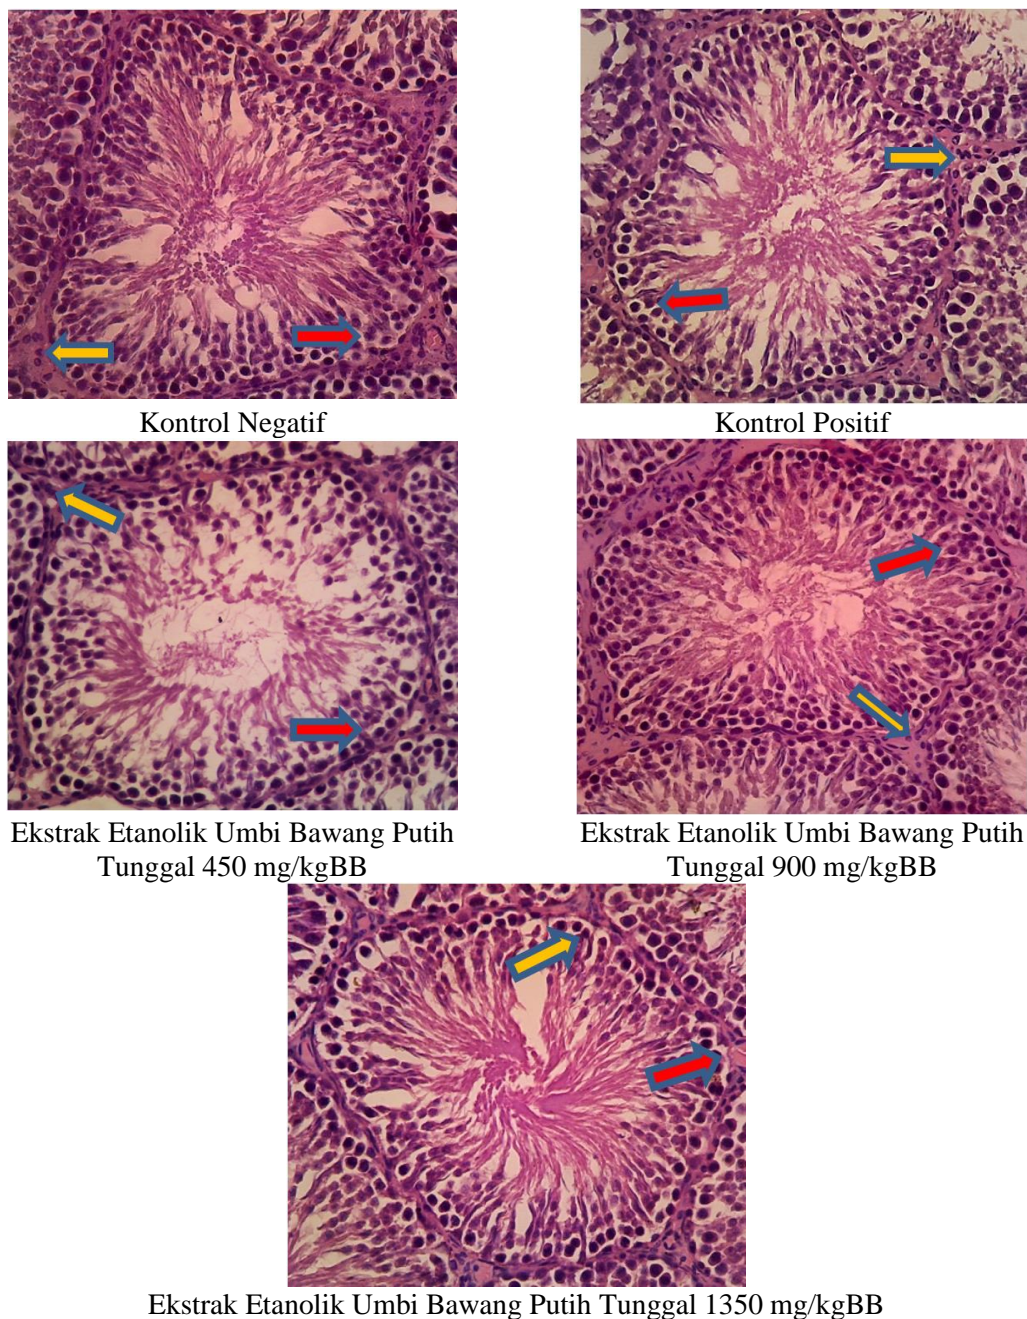 Kontrol Negatif
Kontrol Positif
Ekstrak Etanolik Umbi Bawang Putih
Tunggal 450 mg/kgBB
Ekstrak Etanolik Umbi Bawang Putih
Tunggal 900 mg/kgBB
Ekstrak Etanolik Umbi Bawang Putih Tunggal 1350 mg/kgBB